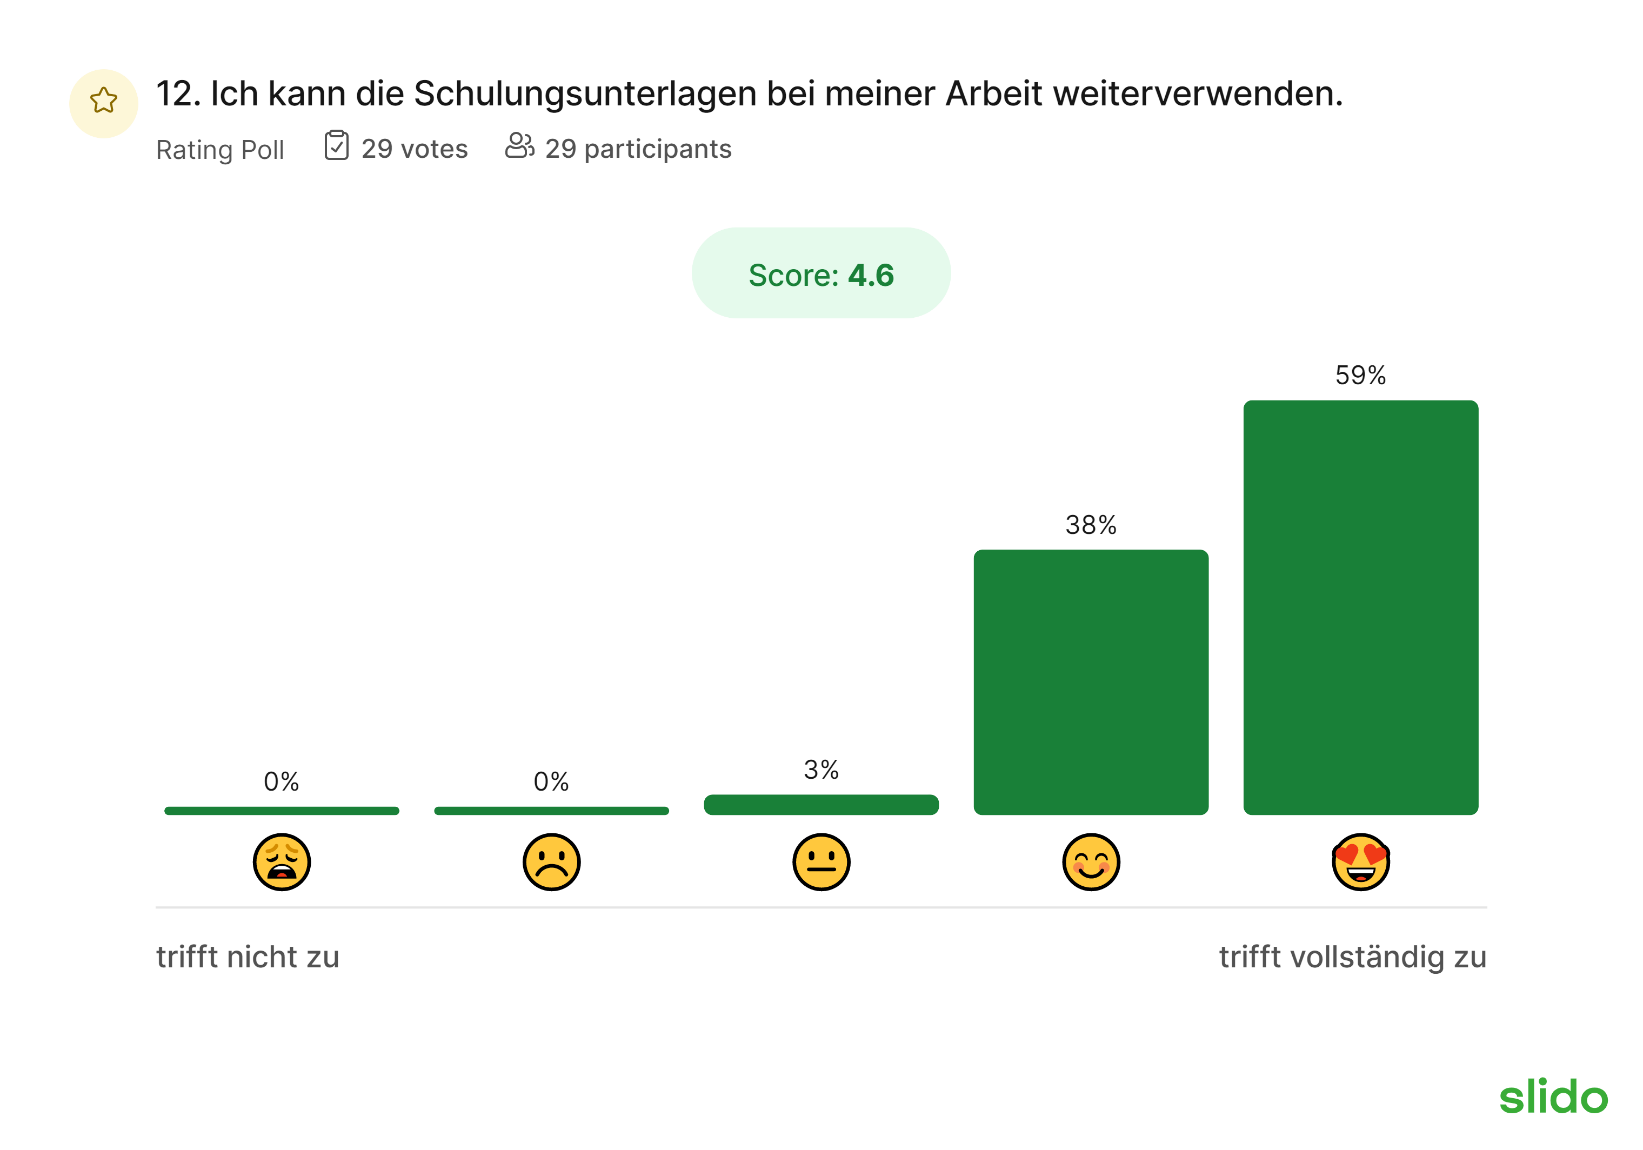 12. Ich kann die Schulungsunterlagen bei meiner Arbeit weiterverwenden.
Rating Poll 29 votes 29 participants
Score: 4.6
59%
38%
3%
0% 0%
trifft nicht zu trifft vollständig zu
slido